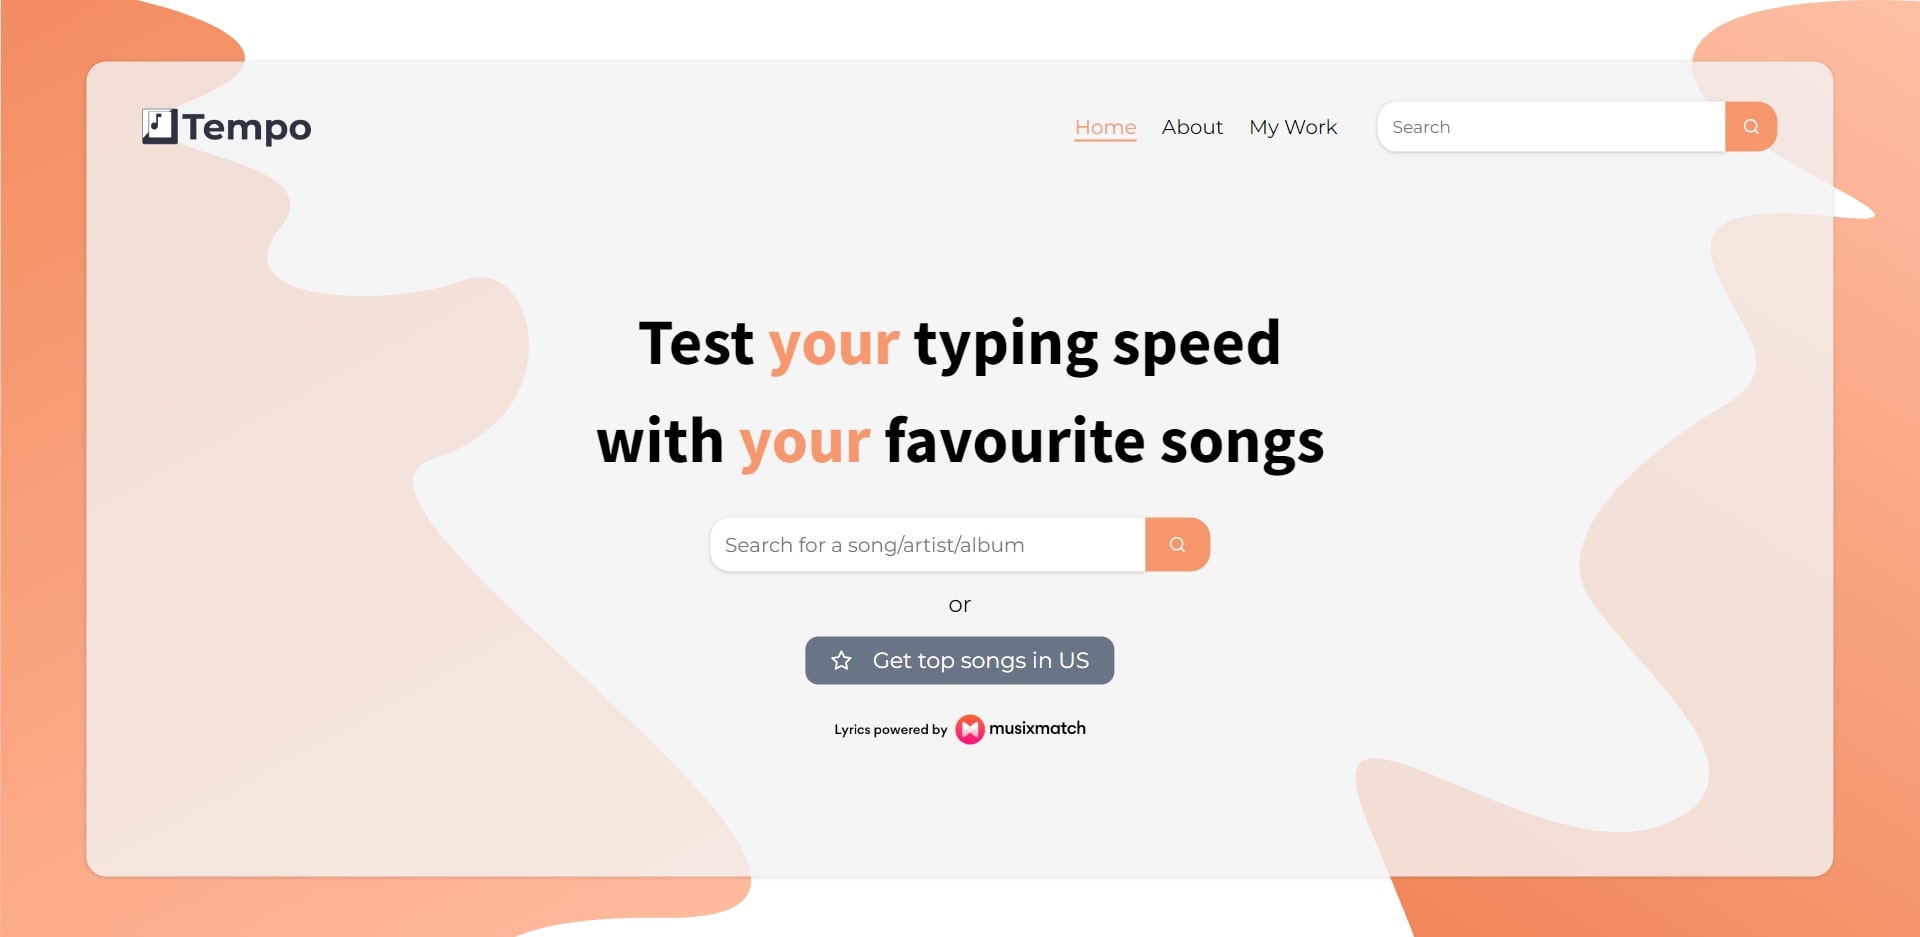 Tempo
Home About My Work Search
Test your typing speed
with your favourite songs
Search for a song/artist/album
or
Get top songs in US
Lyrics powered by musixmatch